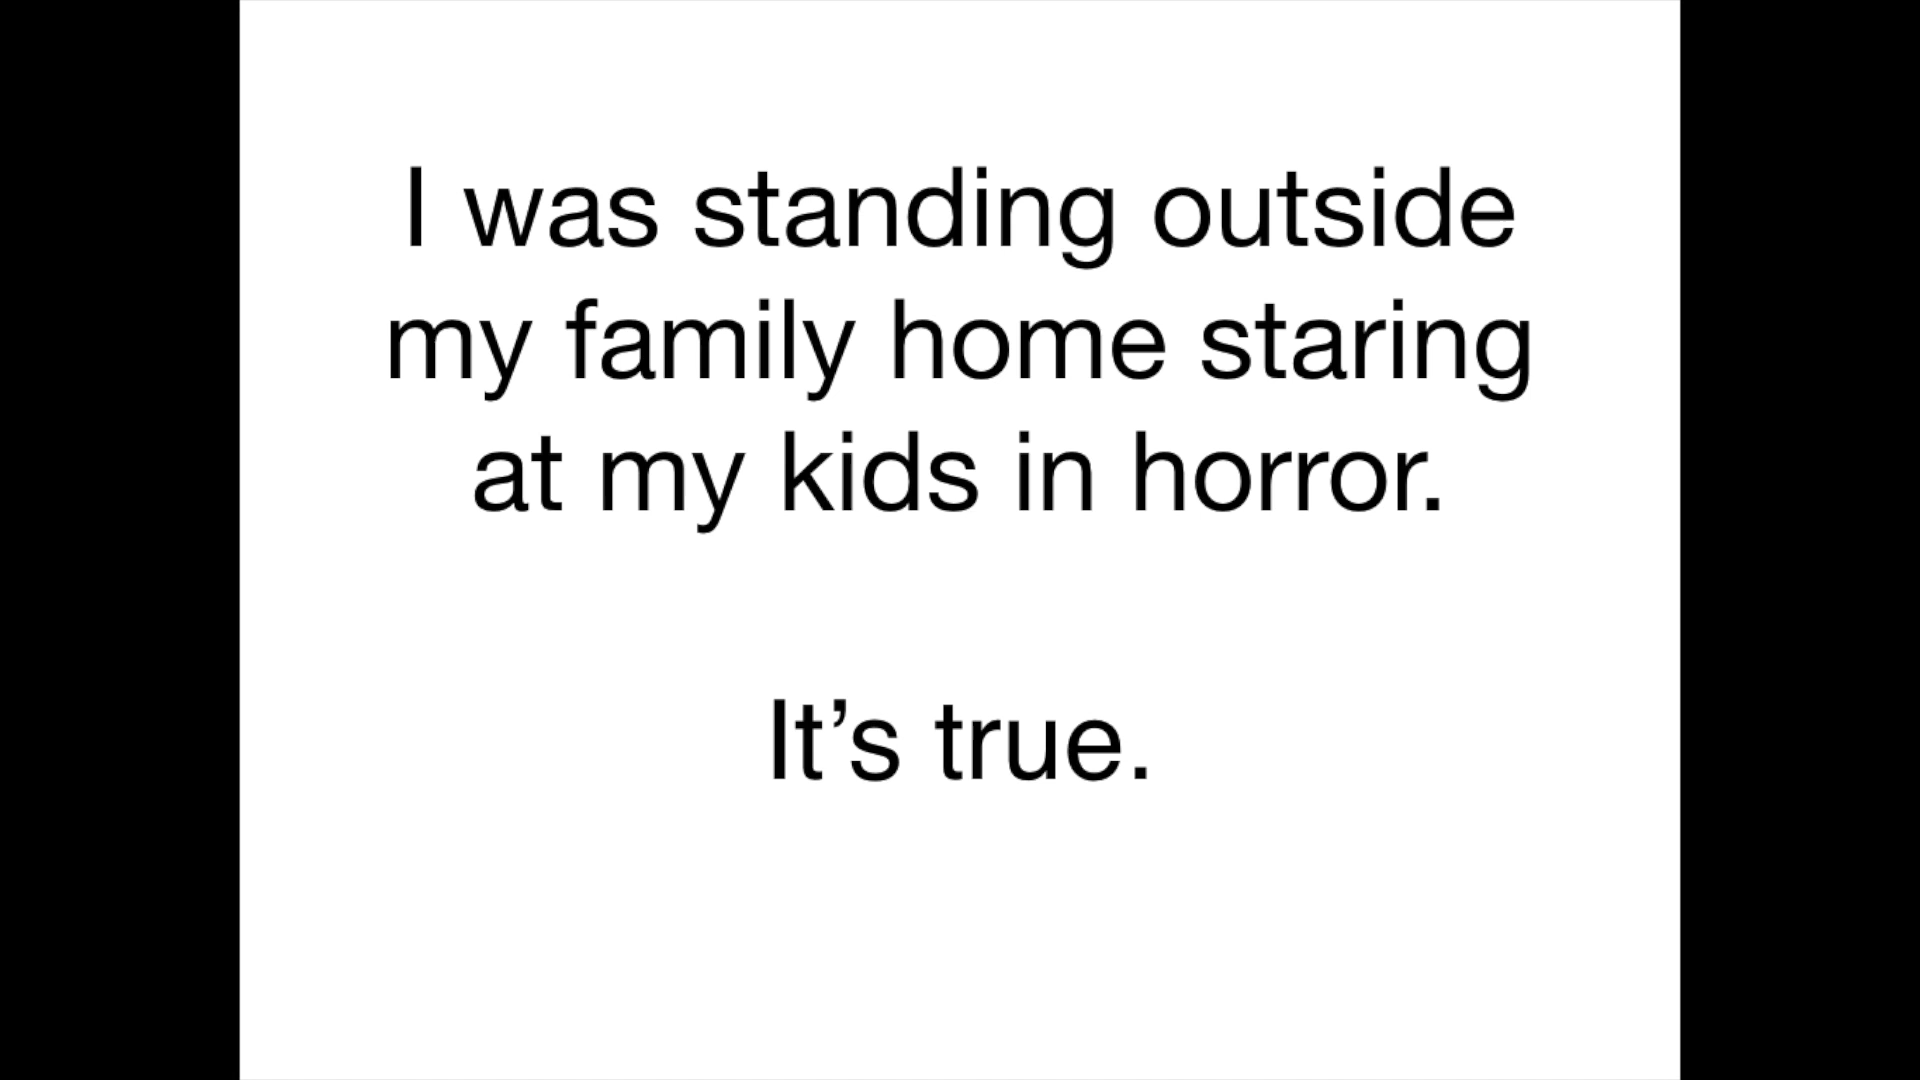 I was standing outside
my family home staring
at my kids in horror.
It’s true.